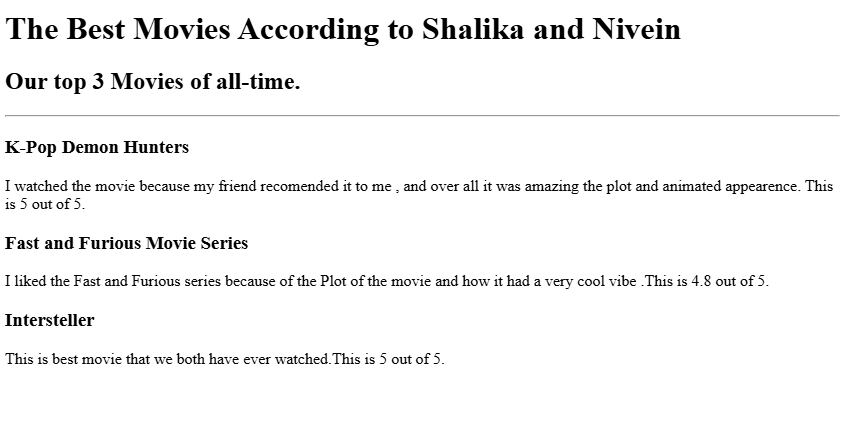 The Best Movies According to Shalika and Nivein
Our top 3 Movies of all-time.
K-Pop Demon Hunters
I watched the movie because my friend recomended it to me , and over all it was amazing the plot and animated appearence. This
is 5 out of 5.
Fast and Furious Movie Series
I liked the Fast and Furious series because of the Plot of the movie and how it had a very cool vibe .This is 4.8 out of 5.
Intersteller
This is best movie that we both have ever watched.This is 5 out of 5.